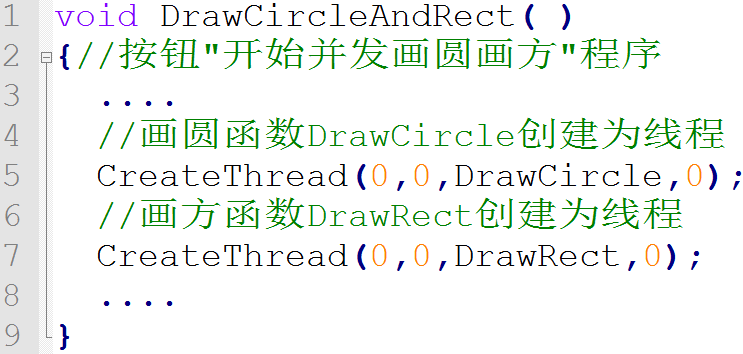 1 void DrawCircleAndRect( )
2 {//按钮"开始并发画圆画方"程序
3 ....
4 //画圆函数DrawCircle创建为线程
5 CreateThread(0,0,DrawCircle,0);
6 //画方函数DrawRect创建为线程
7 CreateThread(0,0,DrawRect,0);
8 ....
9 }